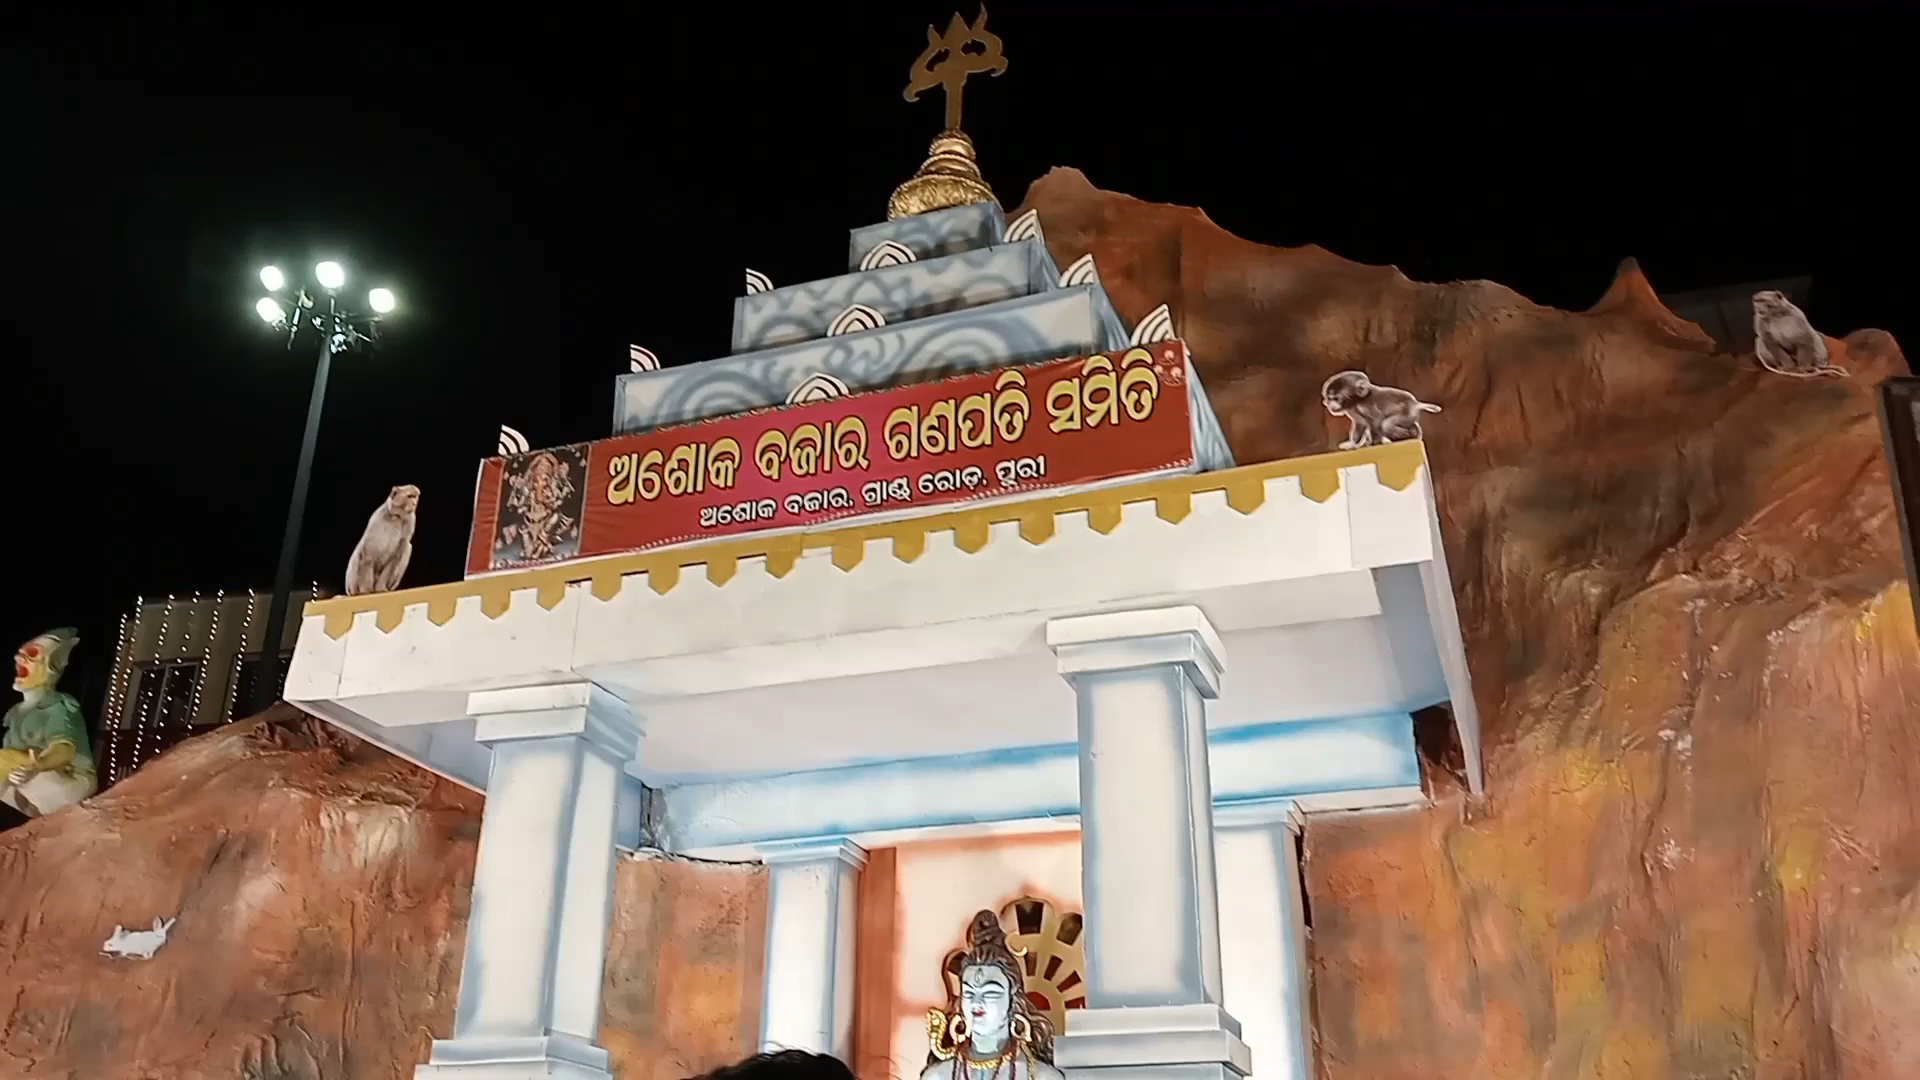 ଅଶୋକ ବଜାର ଗଣପତି ସମିତି
ଅଶୋକ ବଜାର, ଗ୍ରାଣ୍ଡ୍ ରୋଡ଼, ପୁରୀ